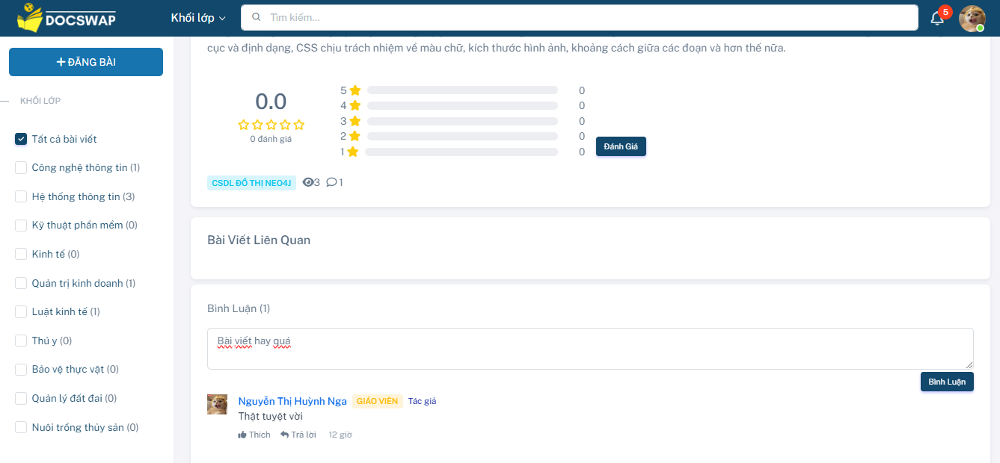 DOCSWAP
Khối lớp
Tìm kiếm...
5
ĐĂNG BÀI
KHỐI LỚP
Tất cả bài viết
Công nghệ thông tin (1)
Hệ thống thông tin (3)
Kỹ thuật phần mềm (0)
Kinh tế (0)
Quản trị kinh doanh (1)
Luật kinh tế (1)
Thú y (0)
Bảo vệ thực vật (0)
Quản lý đất đai (0)
Nuôi trồng thủy sản (0)
cục và định dạng, CSS chịu trách nhiệm về màu chữ, kích thước hình ảnh, khoảng cách giữa các đoạn và hơn thế nữa.
0.0
0 đánh giá
5 0
4 0
3 0
2 0
1 0
Đánh Giá
CSDL ĐỒ THỊ NEO4J 3 1
Bài Viết Liên Quan
Bình Luận (1)
Bài viết hay quá
Bình Luận
Nguyễn Thị Huỳnh Nga GIÁO VIÊN Tác giả
Thật tuyệt vời
Thích Trả lời 12 giờ